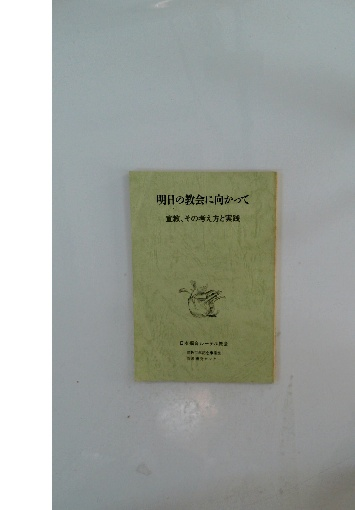 明日の教会に向かって
宣教、その考え方と実践
日本福音ルーテル教会